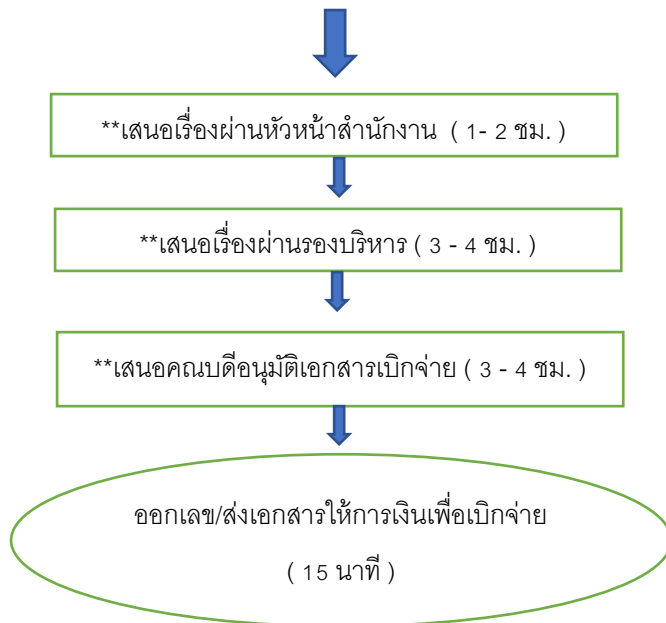 **เสนอเรื่องผ่านหัวหน้าสำนักงาน ( 1- 2 ชม. )
**เสนอเรื่องผ่านรองบริหาร ( 3 - 4 ชม. )
**เสนอคณบดีอนุมัติเอกสารเบิกจ่าย ( 3 - 4 ชม. )
ออกเลข/ส่งเอกสารให้การเงินเพื่อเบิกจ่าย
( 15 นาที )